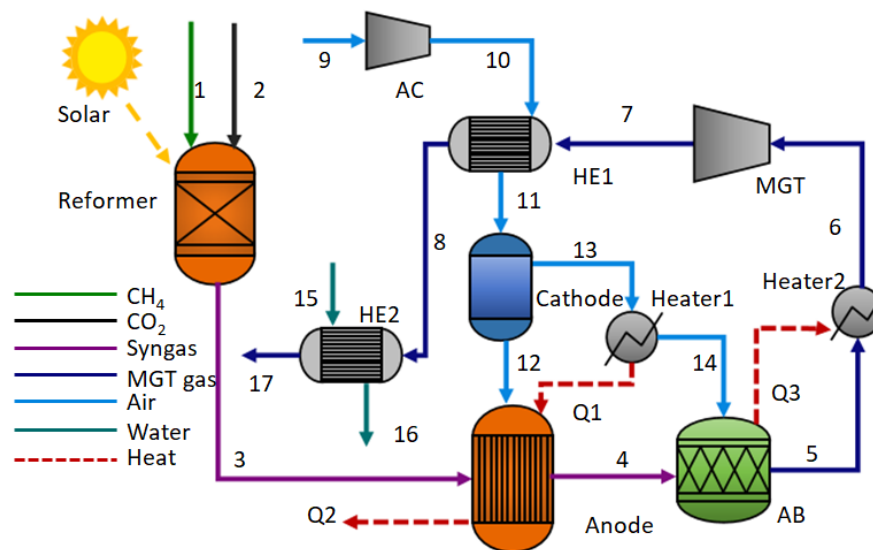 9
10
AC
1
2
Solar
7
HE1
MGT
Reformer
11
6
8
13
Heater2
CH4
15
HE2
Cathode
Heater1
CO2
Syngas
MGT gas
17
12
14
Q3
Air
Water
16
Q1
Heat
3
4
5
Q2
Anode
AB